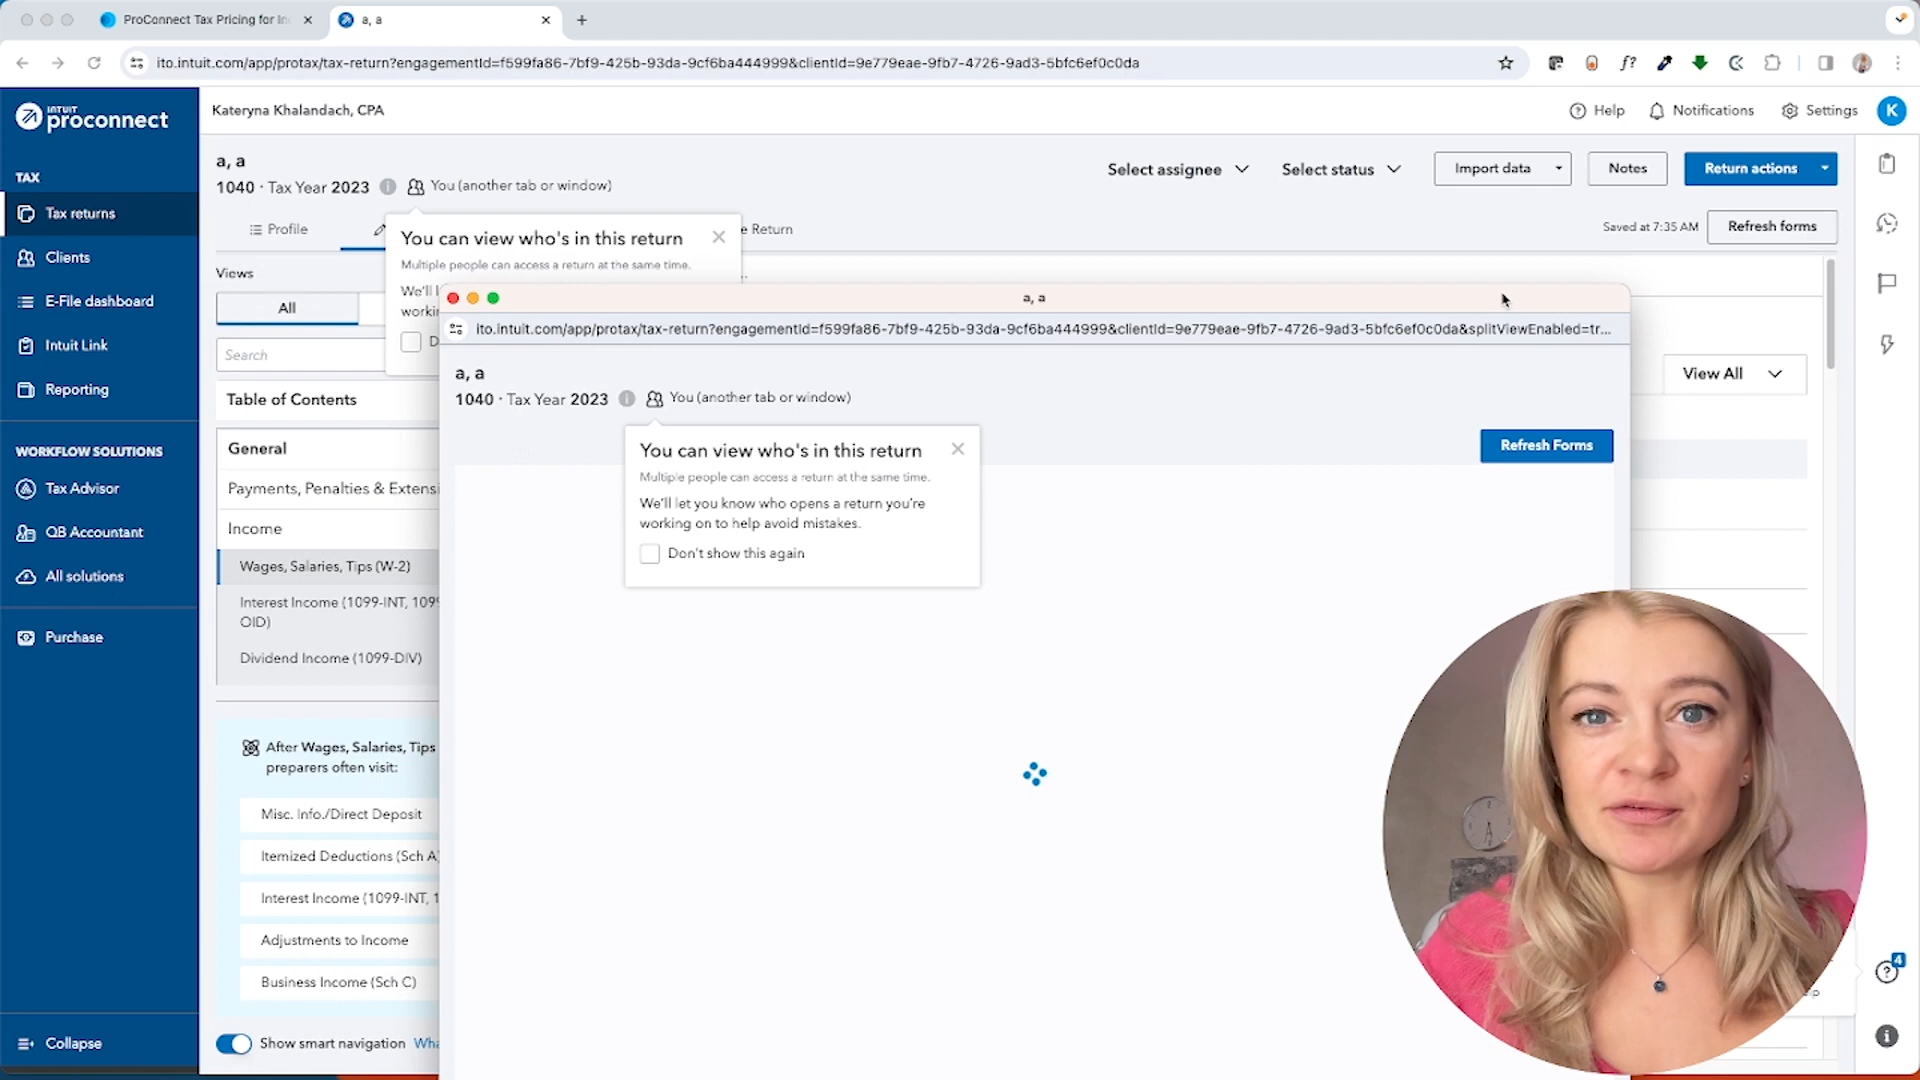 ProConnect Tax Pricing for In
a, a
ito.intuit.com/app/protax/tax-return?engagementId=f599fa86-7bf9-425b-93da-9cf6ba444999&clientId=9e779eae-9fb7-4726-9ad3-5bfc6ef0c0da
f?
INTUIT
proconnect
Kateryna Khalandach, CPA
Help
Notifications
Settings
K
TAX
Tax returns
Clients
E-File dashboard
Intuit Link
Reporting
WORKFLOW SOLUTIONS
Tax Advisor
QB Accountant
All solutions
Purchase
Collapse
a, a
1040 · Tax Year 2023
You (another tab or window)
Select assignee
Select status
Import data
Notes
Return actions
Profile
e Return
Saved at 7:35 AM
Refresh forms
You can view who's in this return
Multiple people can access a return at the same time.
We'll l
workin
D
Views
All
Search
Table of Contents
General
Payments, Penalties & Extensi
Income
Wages, Salaries, Tips (W-2)
Interest Income (1099-INT, 109
OID)
Dividend Income (1099-DIV)
After Wages, Salaries, Tips
preparers often visit:
Misc. Info./Direct Deposit
Itemized Deductions (Sch A)
Interest Income (1099-INT, 1
Adjustments to Income
Business Income (Sch C)
Show smart navigation
Wha
View All
a, a
ito.intuit.com/app/protax/tax-return?engagementId=f599fa86-7bf9-425b-93da-9cf6ba444999&clientId=9e779eae-9fb7-4726-9ad3-5bfc6ef0c0da&splitViewEnabled=tr...
a, a
1040 · Tax Year 2023
You (another tab or window)
Refresh Forms
You can view who's in this return
Multiple people can access a return at the same time.
We'll let you know who opens a return you're
working on to help avoid mistakes.
Don't show this again
4